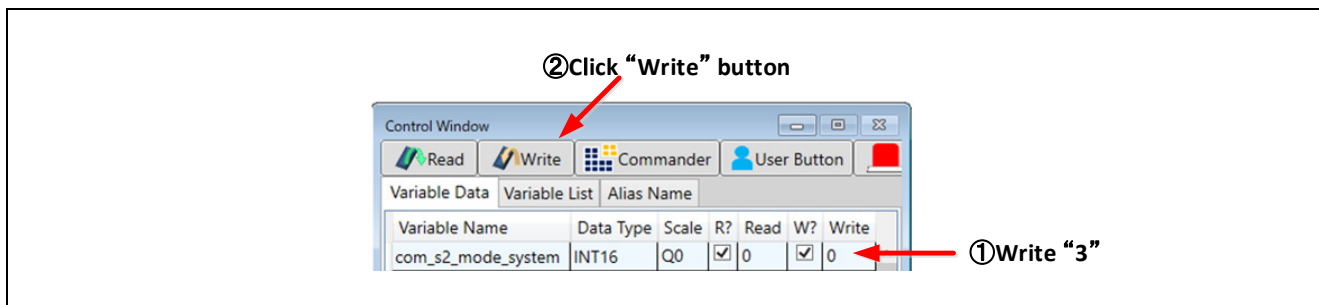 ②Click “Write” button
Control Window
Read Write Commander User Button
Variable Data Variable List Alias Name
Variable Name Data Type Scale R? Read W? Write
com_s2_mode_system INT16 Q0 0 0
①Write “3”